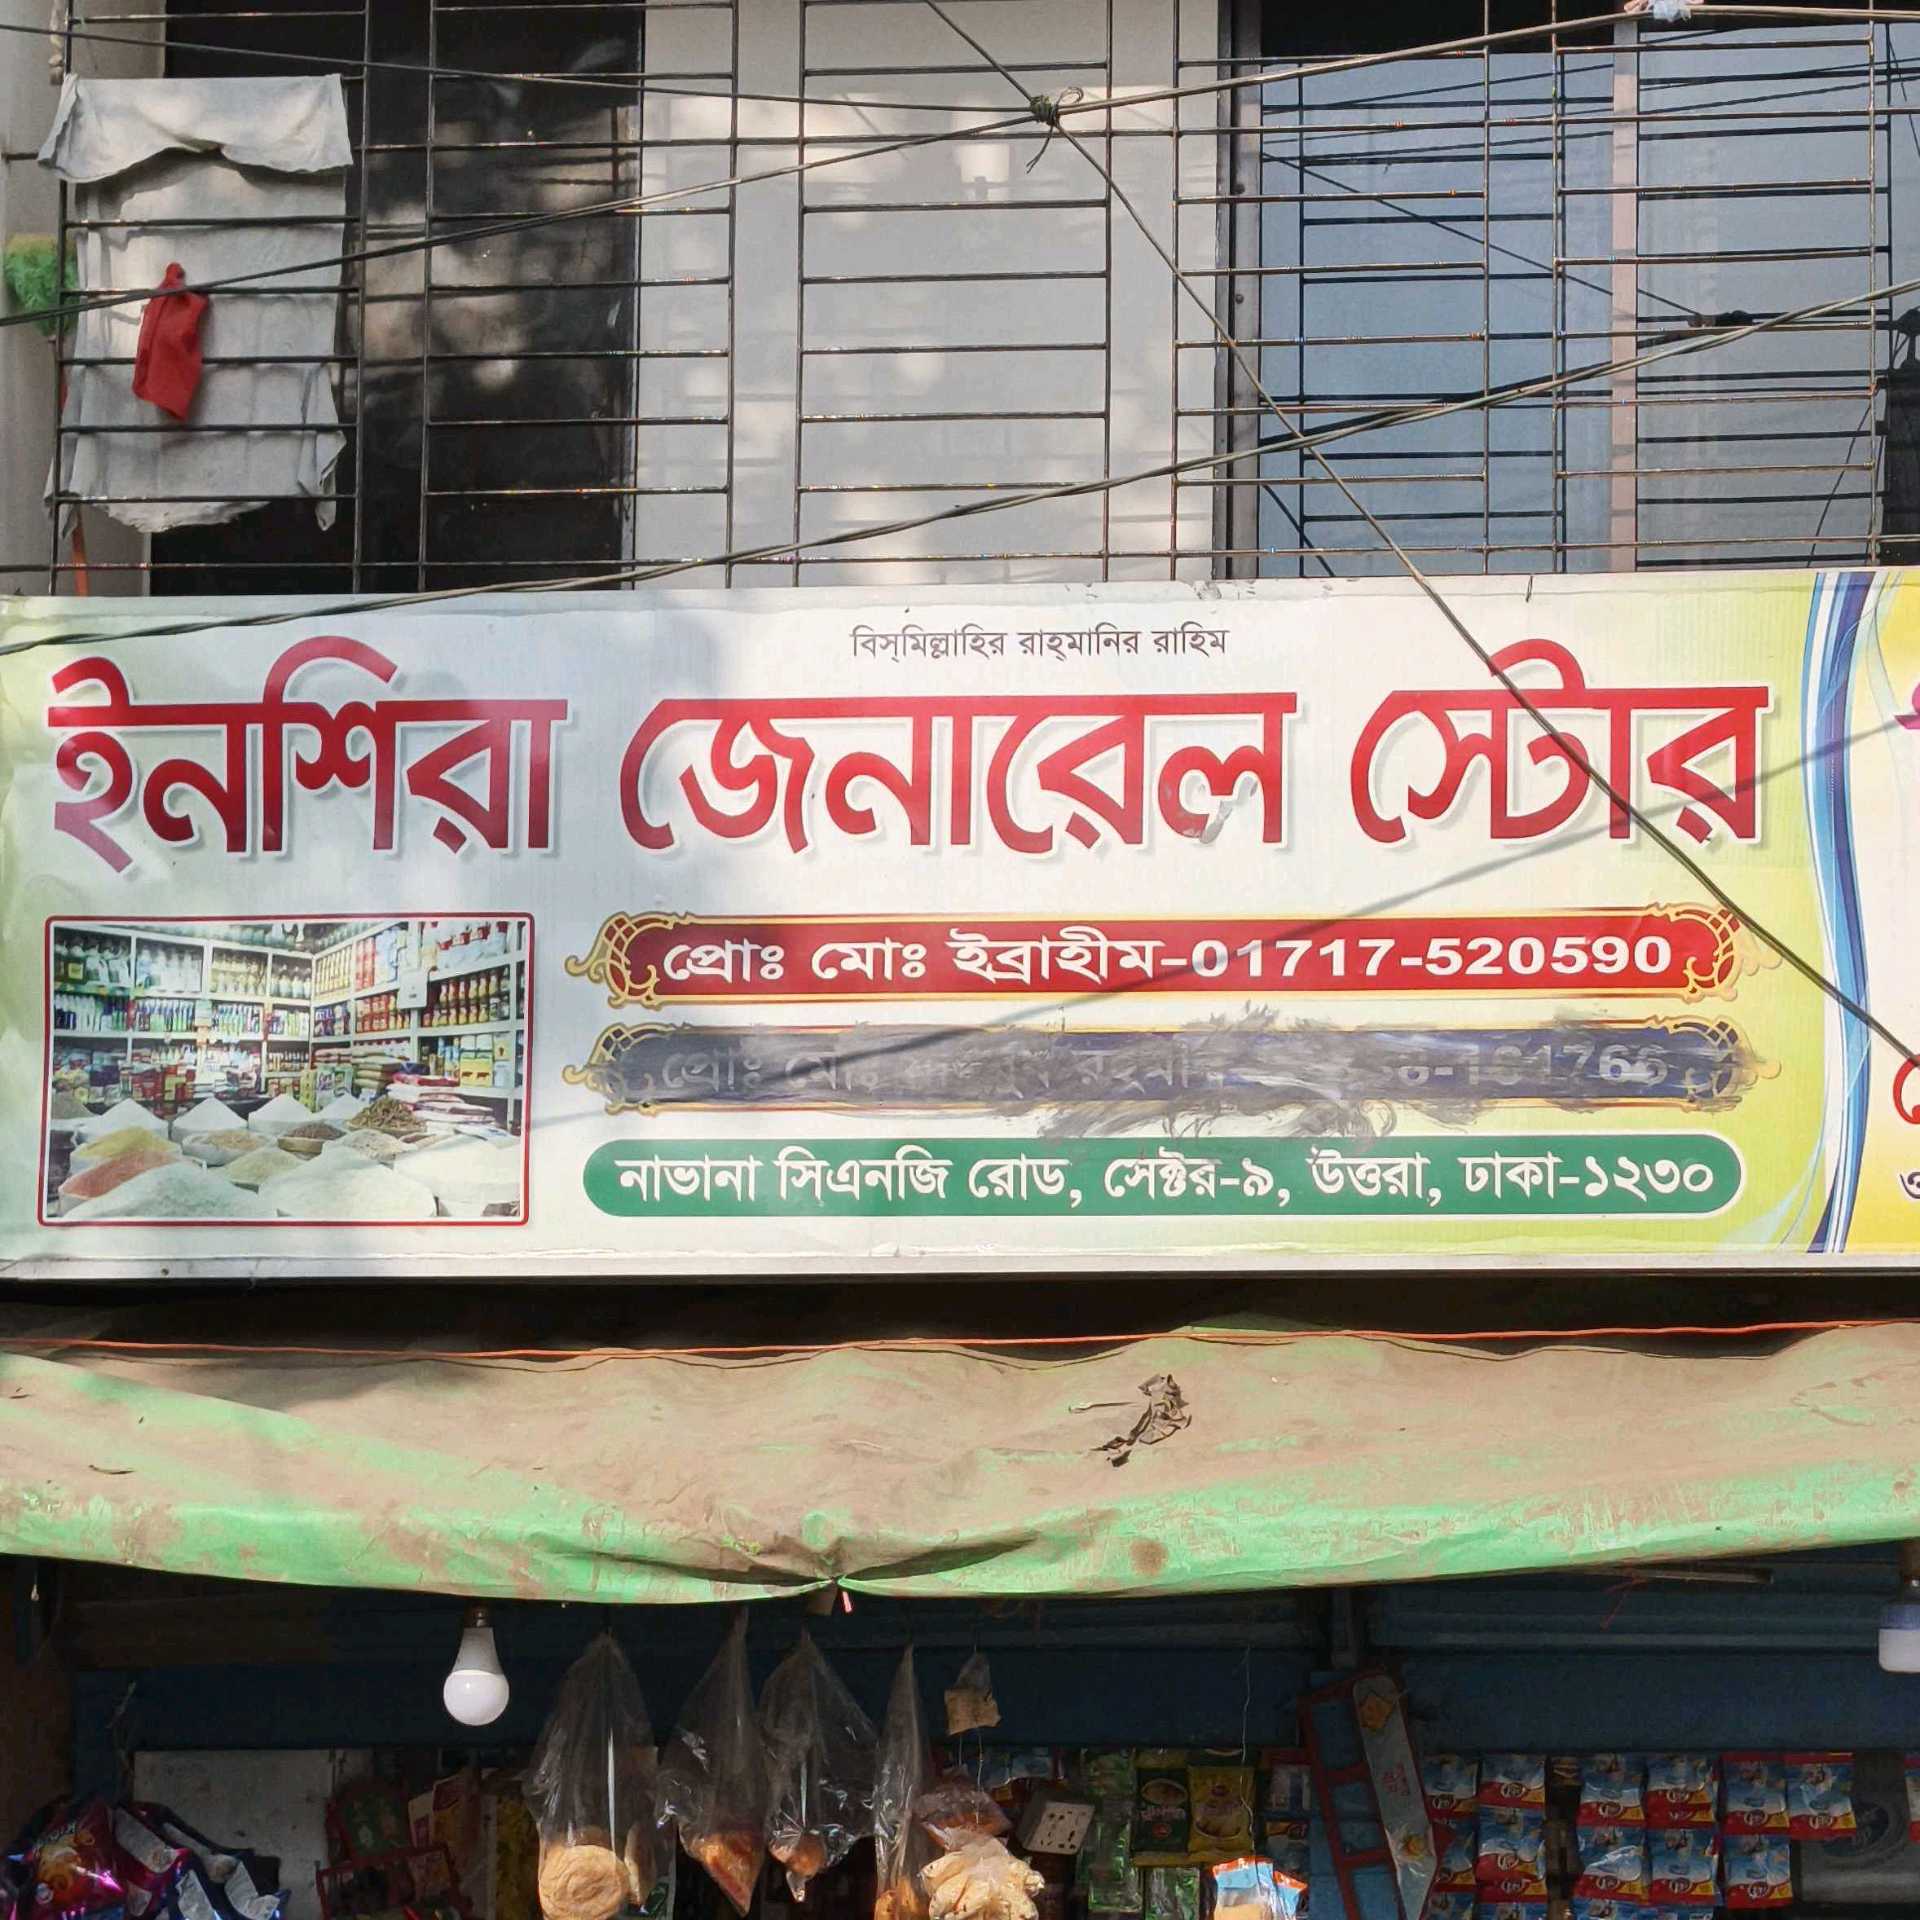 বিস্‌মিল্লাহির রাহ্‌মানির রাহিম
ইনশিরা জেনারেল স্টোর
প্রোঃ মোঃ ইব্রাহীম-01717-520590
প্রোঃ মোঃ
নাভানা সিএনজি রোড, সেক্টর-৯, উত্তরা, ঢাকা-১২৩০